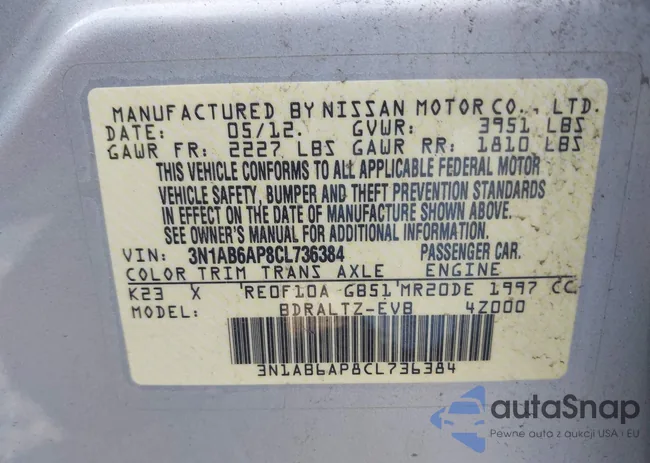 MANUFACTURED BY NISSAN MOTOR CO., LTD.
DATE: 05/12. GVWR: 3951 LBS
GAWR FR: 2227 LBS GAWR RR: 1810 LBS
THIS VEHICLE CONFORMS TO ALL APPLICABLE FEDERAL MOTOR
VEHICLE SAFETY, BUMPER AND THEFT PREVENTION STANDARDS
IN EFFECT ON THE DATE OF MANUFACTURE SHOWN ABOVE.
SEE OWNER'S MANUAL FOR ADDITIONAL INFORMATION.
VIN: 3N1AB6AP8CL736384 PASSENGER CAR.
COLOR TRIM TRANS AXLE ENGINE
K23 X RE0F10A GB51 MR20DE 1997 CC
MODEL: BDRALTZ-EVB 4Z000
3N1AB6AP8CL736384
autoSnap
Pewne auto z aukcji USA i EU